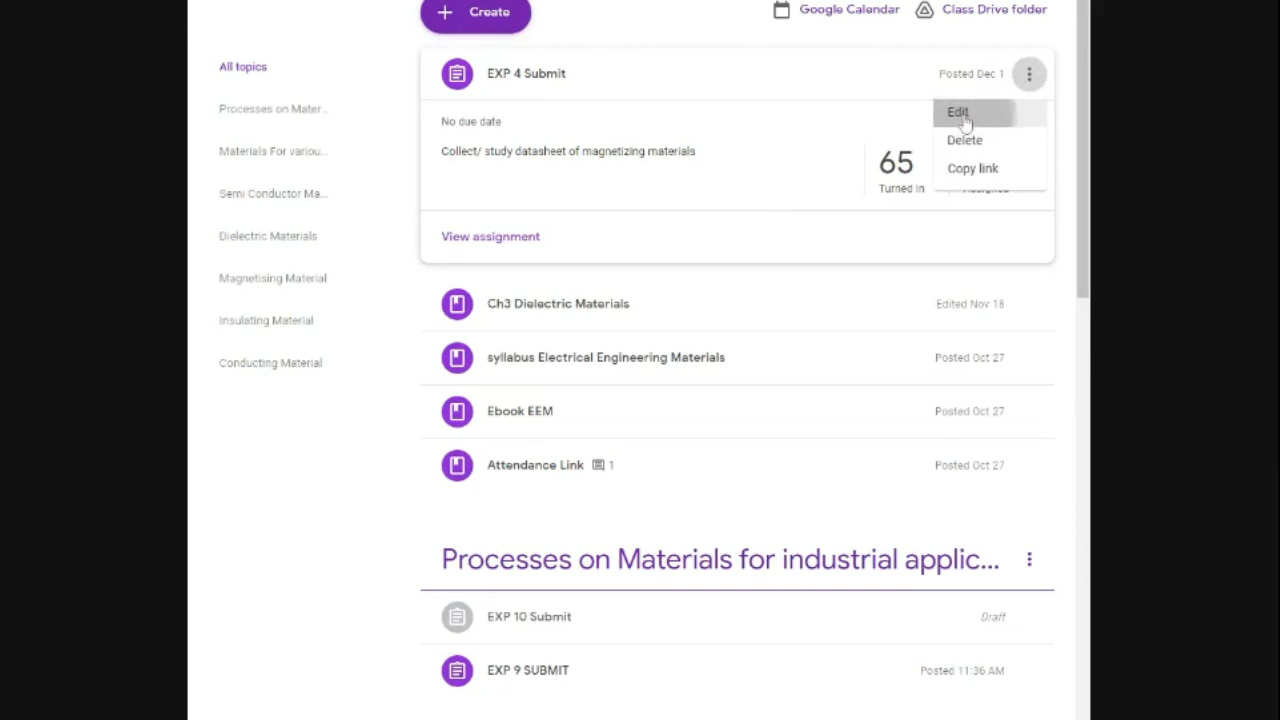 Create
Google Calendar
Class Drive folder
All topics
Processes on Mater...
Materials For variou...
Semi Conductor Ma...
Dielectric Materials
Magnetising Material
Insulating Material
Conducting Material
EXP 4 Submit
Posted Dec 1
Edit
Delete
Copy link
No due date
Collect/ study datasheet of magnetizing materials
65
Turned in
Assigned
View assignment
Ch3 Dielectric Materials
Edited Nov 18
syllabus Electrical Engineering Materials
Posted Oct 27
Ebook EEM
Posted Oct 27
Attendance Link 1
Posted Oct 27
Processes on Materials for industrial applic...
EXP 10 Submit
Draft
EXP 9 SUBMIT
Posted 11:36 AM